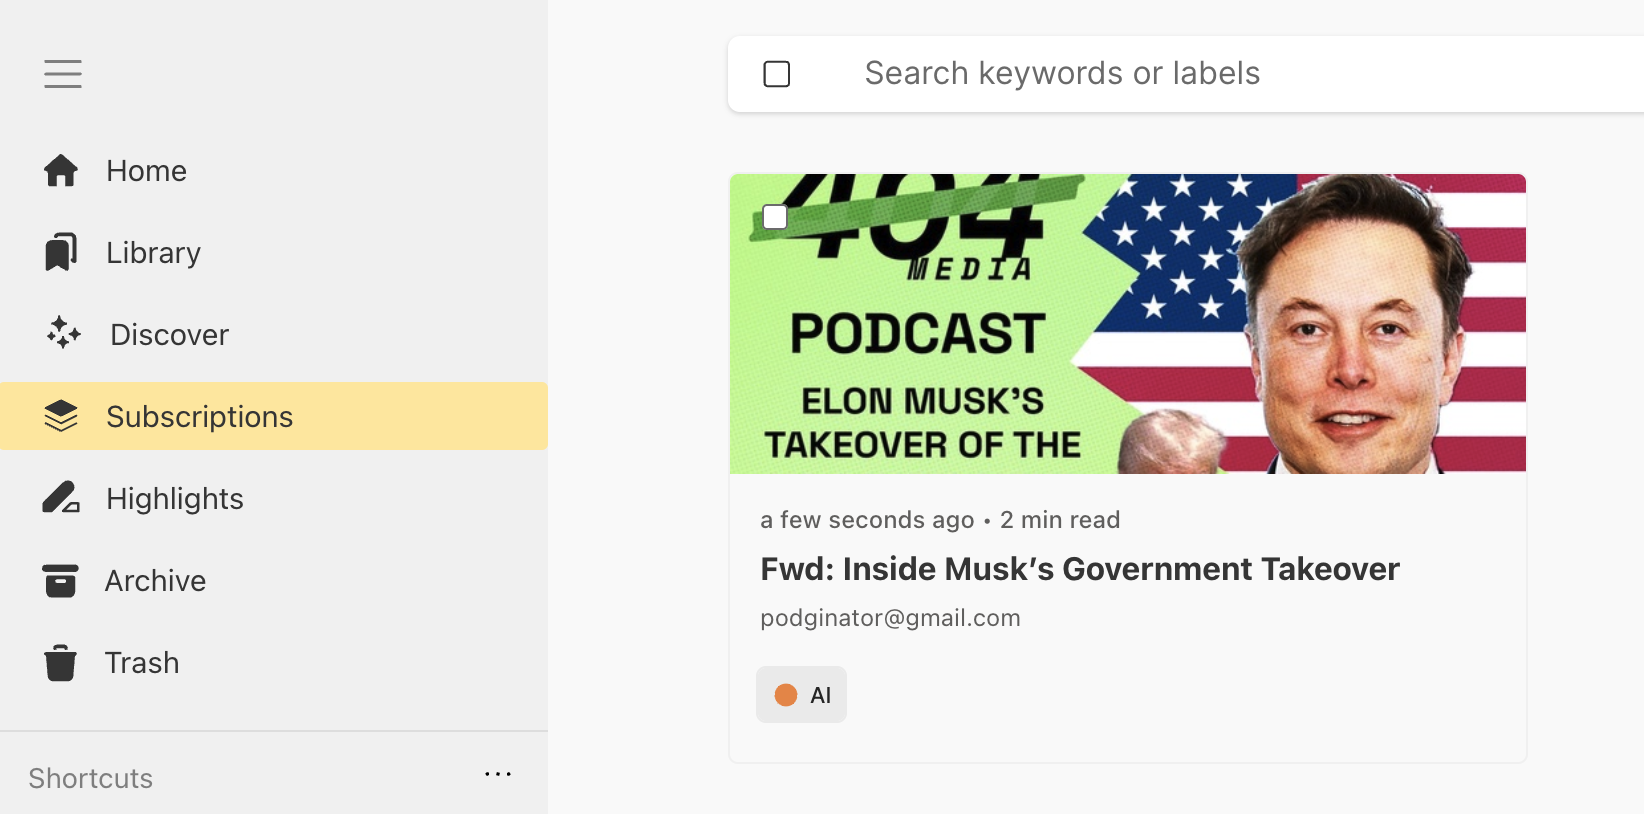 Search keywords or labels
Home
Library
Discover
Subscriptions
Highlights
Archive
Trash
Shortcuts
404
MEDIA
PODCAST
ELON MUSK'S
TAKEOVER OF THE
a few seconds ago • 2 min read
Fwd: Inside Musk’s Government Takeover
podginator@gmail.com
AI